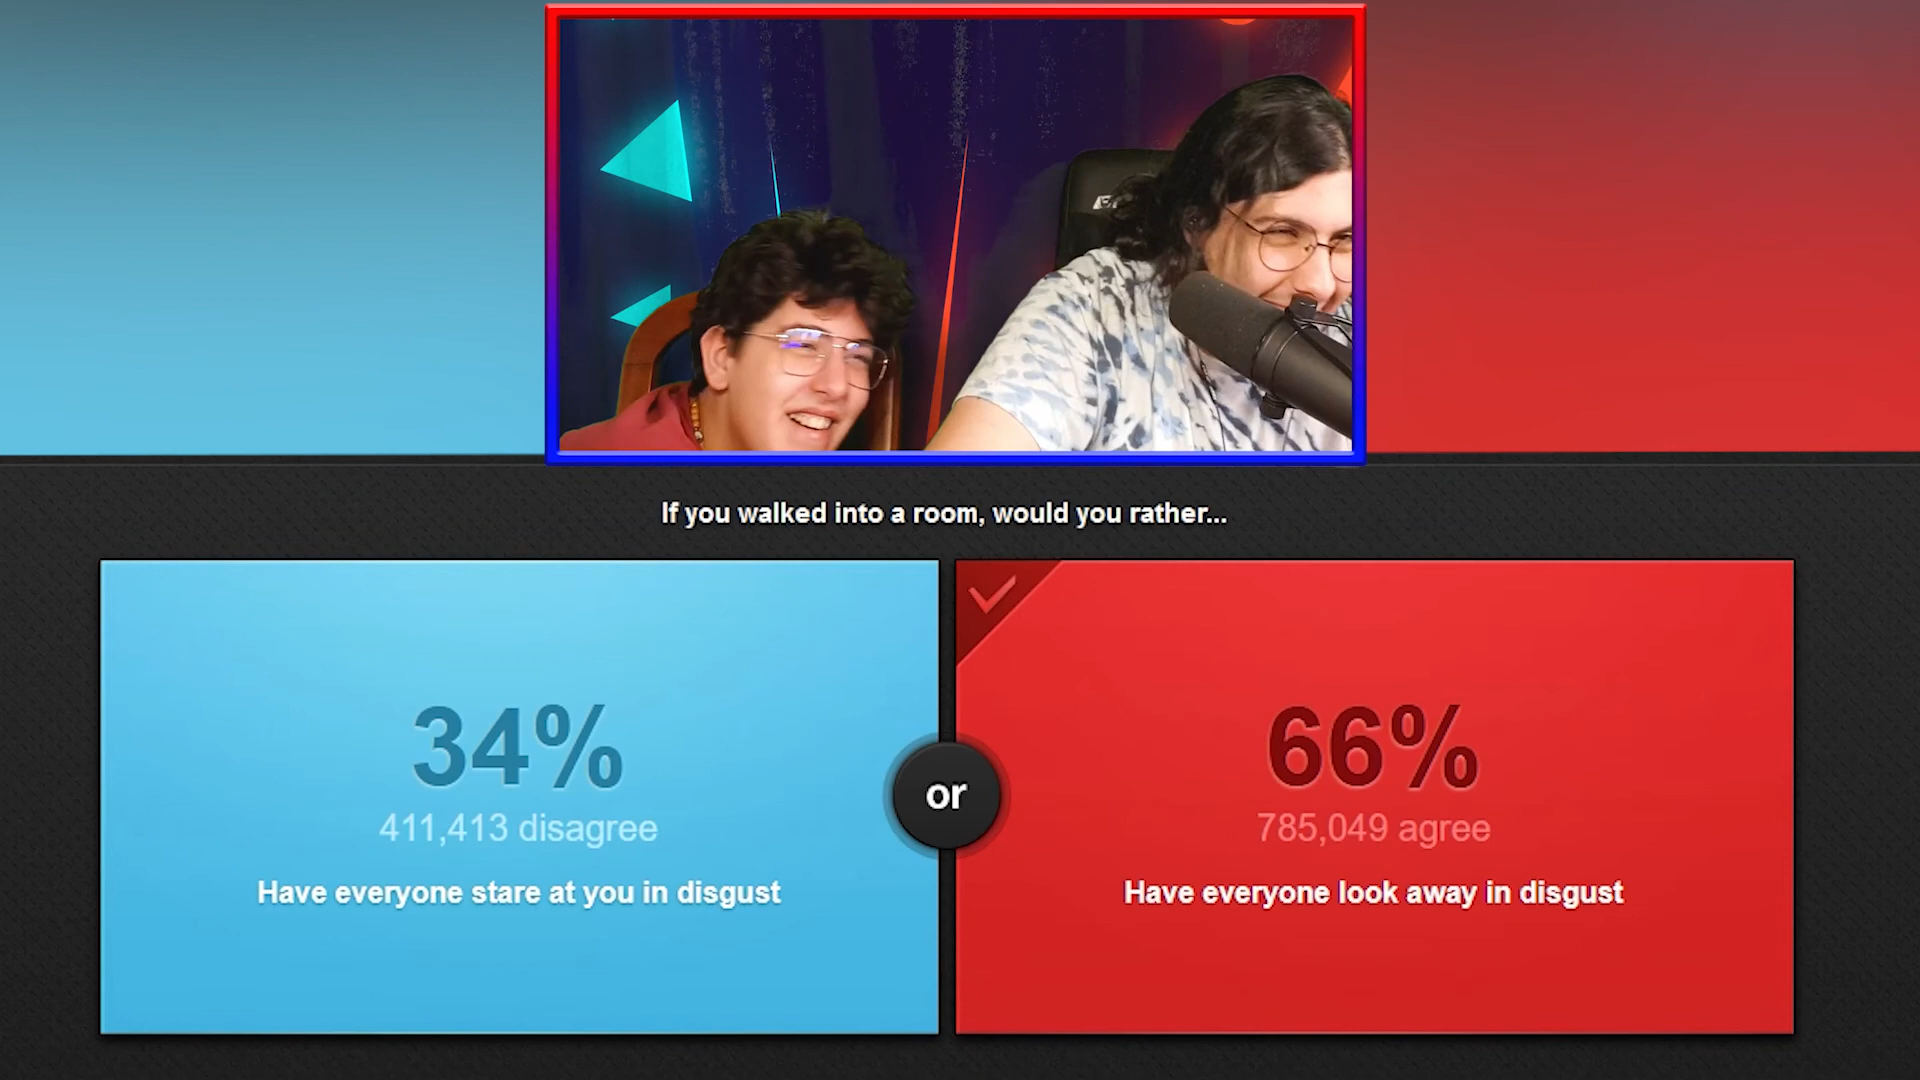 If you walked into a room, would you rather...
34%
411,413 disagree
Have everyone stare at you in disgust
or
66%
785,049 agree
Have everyone look away in disgust